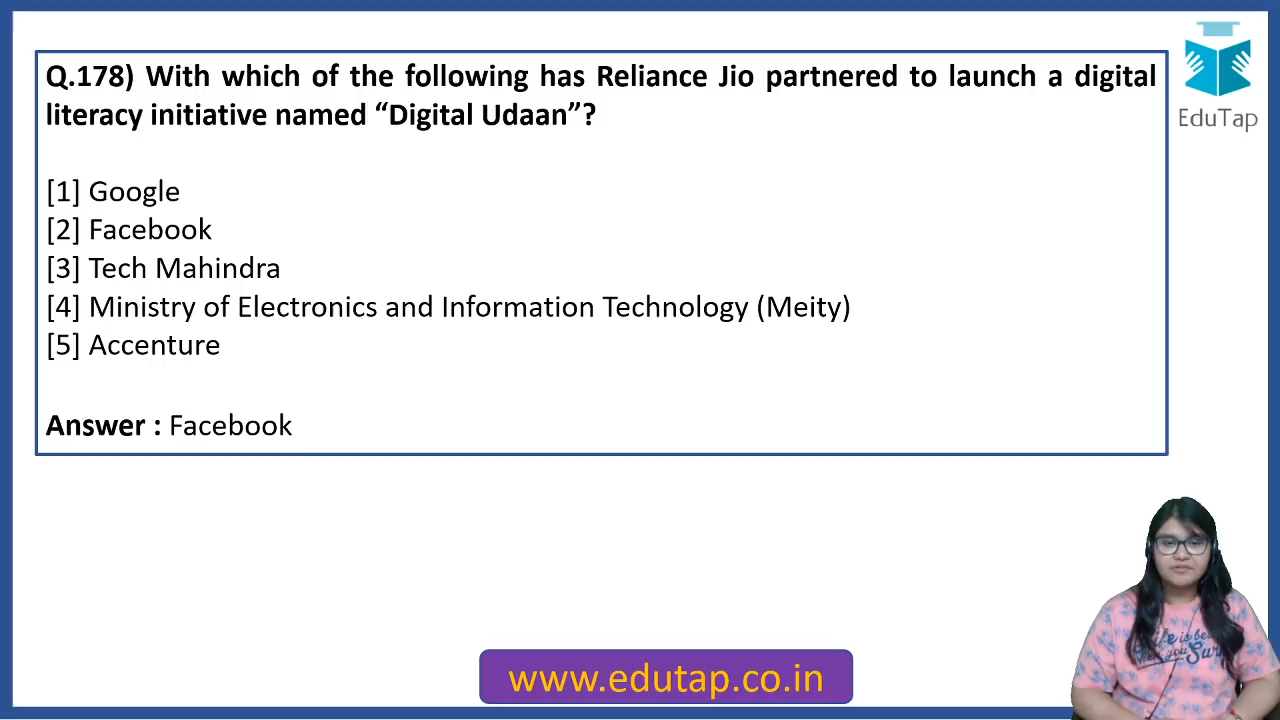 Q.178) With which of the following has Reliance Jio partnered to launch a digital
literacy initiative named “Digital Udaan”?
[1] Google
[2] Facebook
[3] Tech Mahindra
[4] Ministry of Electronics and Information Technology (Meity)
[5] Accenture
Answer : Facebook
EduTap
www.edutap.co.in